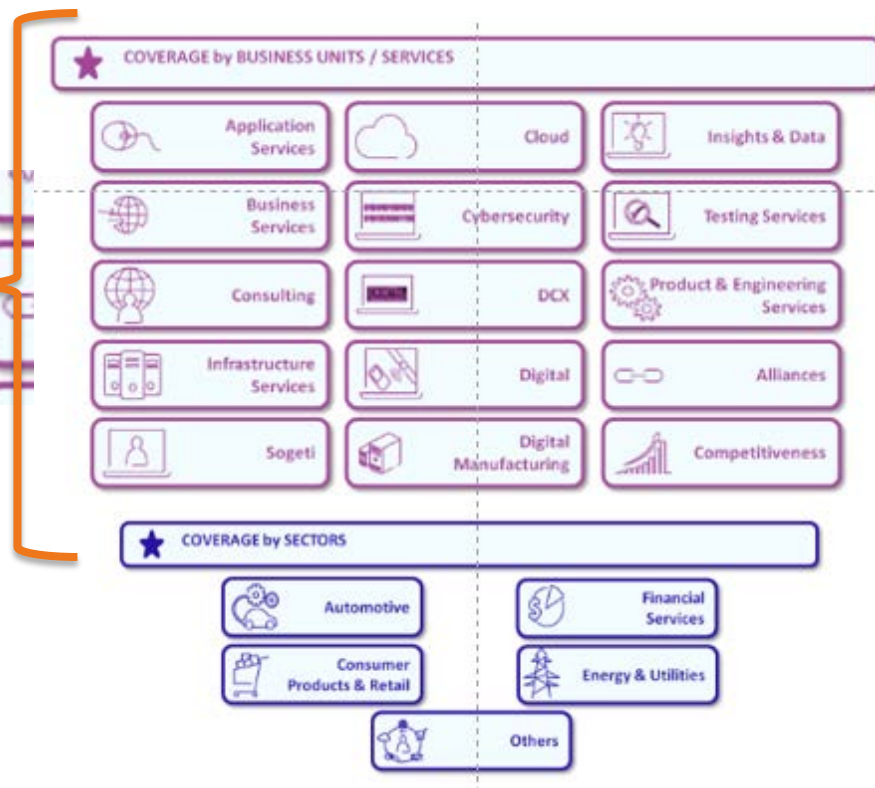 COVERAGE by BUSINESS UNITS / SERVICES
Application
Services
Cloud
Insights & Data
Business
Services
Cybersecurity
Testing Services
Consulting
DCX
Product & Engineering
Services
Infrastructure
Services
Digital
Alliances
Sogeti
Digital
Manufacturing
Competitiveness
COVERAGE by SECTORS
Automotive
Financial
Services
Consumer
Products & Retail
Energy & Utilities
Others